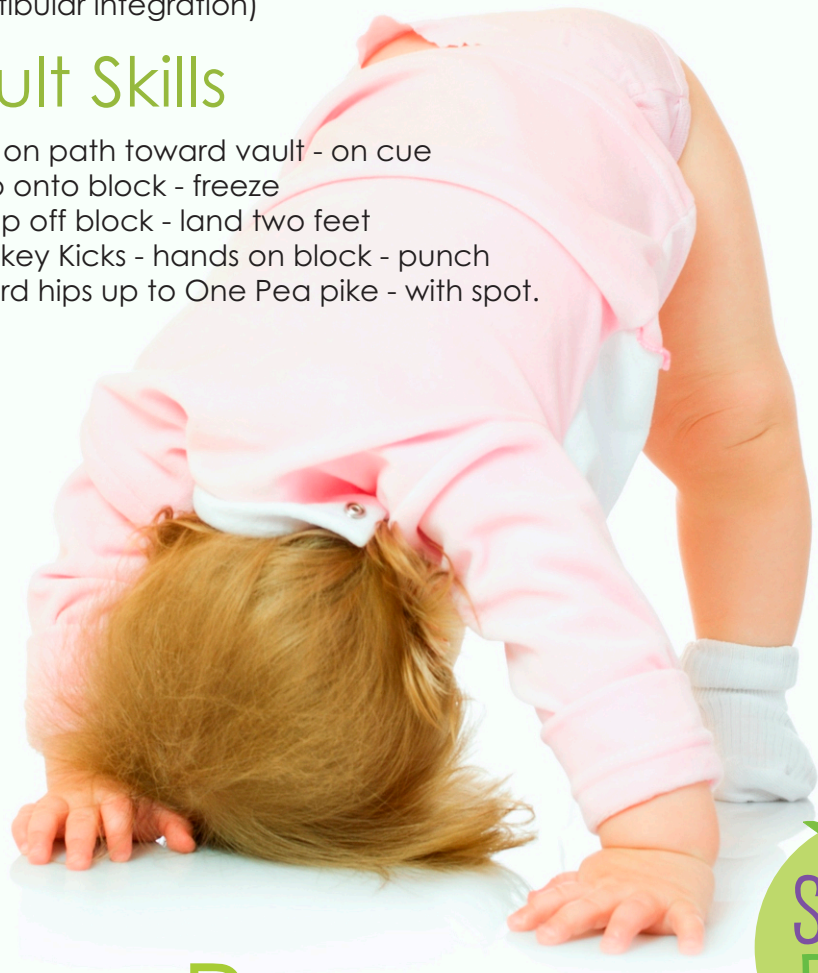 tibular integration)
ult Skills
on path toward vault - on cue
o onto block - freeze
p off block - land two feet
key Kicks - hands on block - punch
rd hips up to One Pea pike - with spot.
S